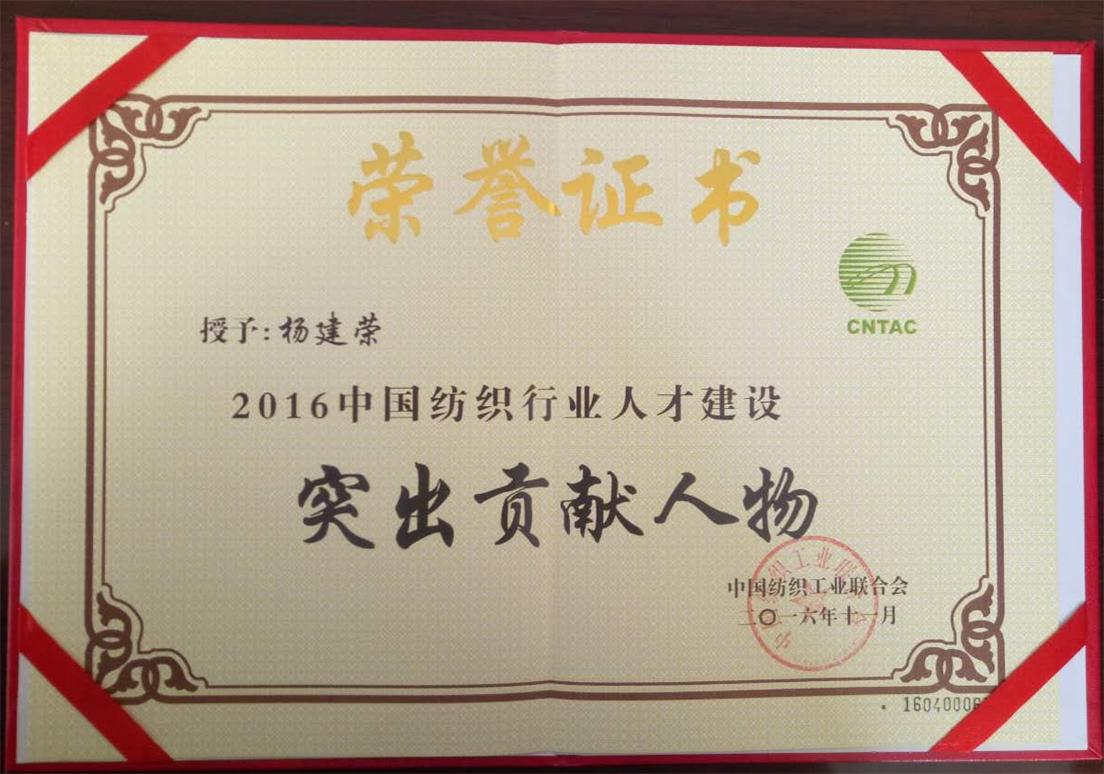 荣誉证书
CNTAC
授予:杨建荣
2016中国纺织行业人才建设
突出贡献人物
中国纺织工业联合会
二〇一六年十一月